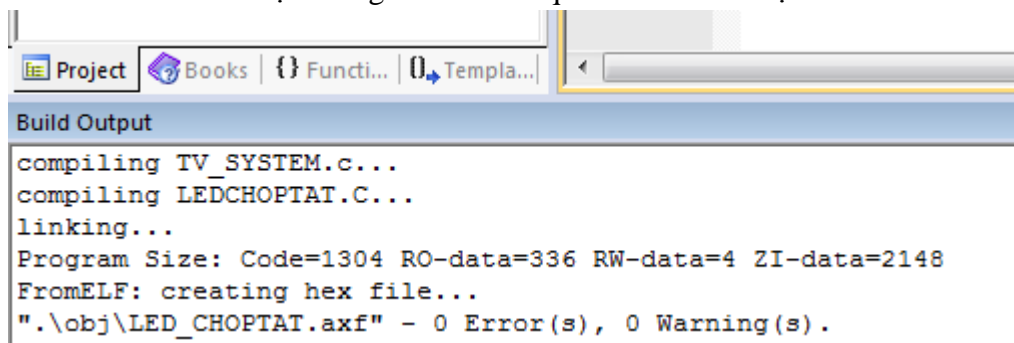 Project Books {} Functi... 0 Templa...
Build Output
compiling TV_SYSTEM.c...
compiling LEDCHOPTAT.C...
linking...
Program Size: Code=1304 RO-data=336 RW-data=4 ZI-data=2148
FromELF: creating hex file...
".\obj\LED_CHOPTAT.axf" - 0 Error(s), 0 Warning(s).